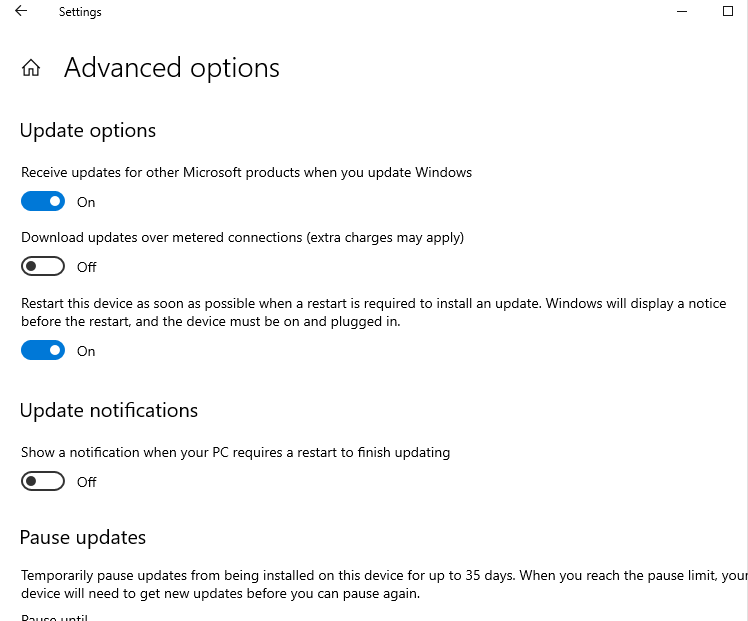 Settings
Advanced options
Update options
Receive updates for other Microsoft products when you update Windows
On
Download updates over metered connections (extra charges may apply)
Off
Restart this device as soon as possible when a restart is required to install an update. Windows will display a notice
before the restart, and the device must be on and plugged in.
On
Update notifications
Show a notification when your PC requires a restart to finish updating
Off
Pause updates
Temporarily pause updates from being installed on this device for up to 35 days. When you reach the pause limit, your
device will need to get new updates before you can pause again.
Pause until